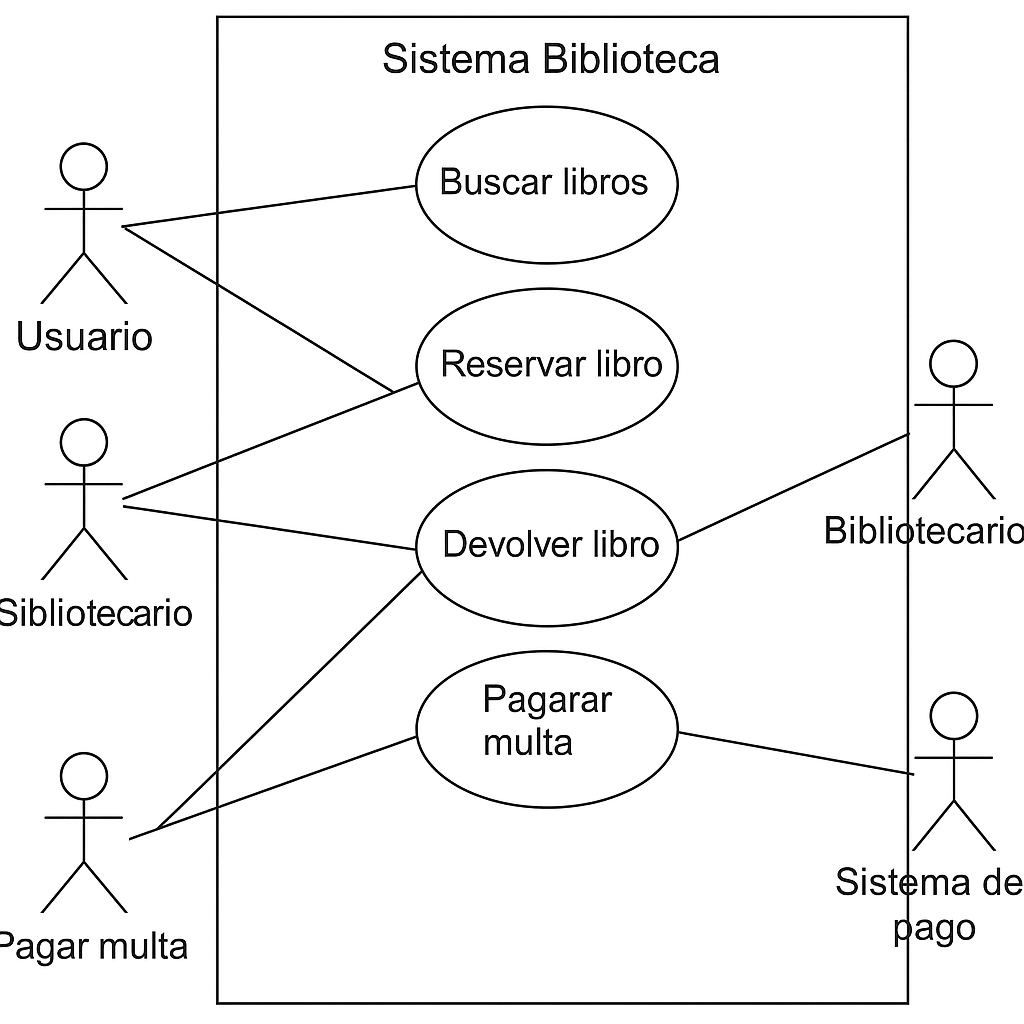 Sistema Biblioteca
Buscar libros
Usuario
Reservar libro
Bibliotecario
Devolver libro
Sibliotecario
Pagarar
multa
Sistema de
pago
Pagar multa